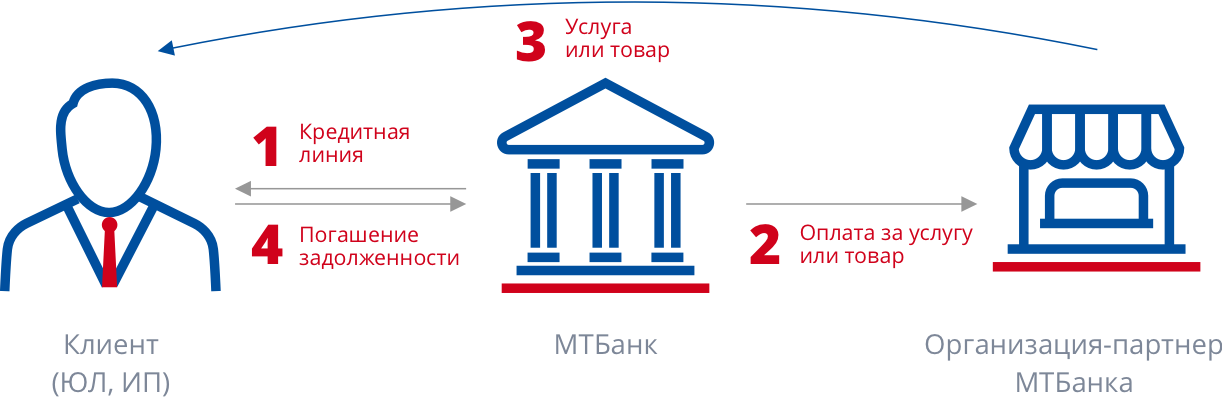 3 Услуга
или товар
1 Кредитная
линия
4 Погашение
задолженности
2 Оплата за услугу
или товар
Клиент
(ЮЛ, ИП)
МТБанк
Организация-партнер
МТБанка